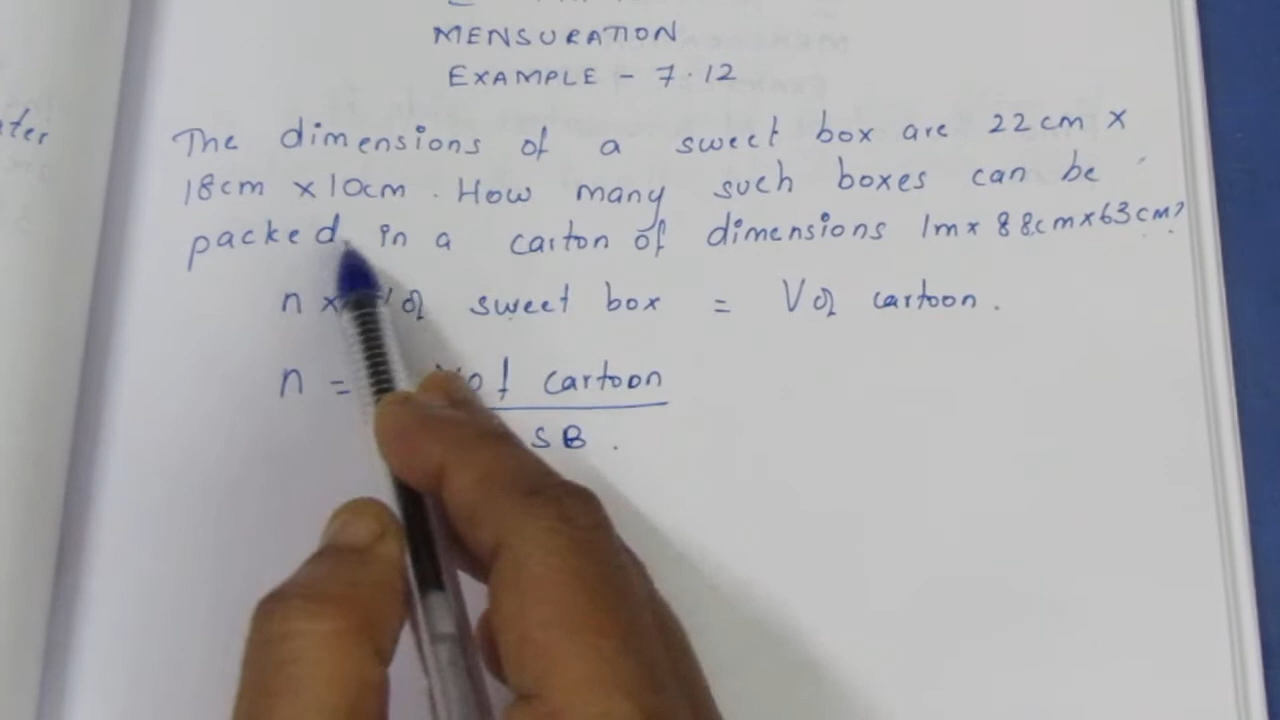 MENSURATION
EXAMPLE - 7.12
The dimensions of a sweet box are 22cm x
18cm x 10cm. How many such boxes can be
packed in a carton of dimensions 1m x 88cm x 63cm?
n x of sweet box = V of cartoon.
n = of cartoon
SB.